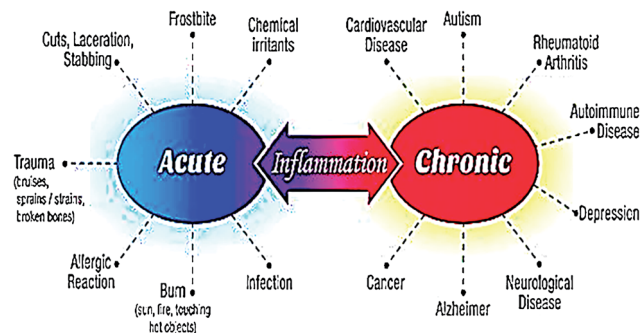 Cuts, Laceration,
Stabbing
Frostbite
Chemical
irritants
Trauma
(bruises,
sprains / strains,
broken bones)
Acute
Allergic
Reaction
Burn
(sun, fire, touching
hot objects)
Infection
Inflammation
Cardiovascular
Disease
Autism
Rheumatoid
Arthritis
Autoimmune
Disease
Chronic
Depression
Cancer
Alzheimer
Neurological
Disease